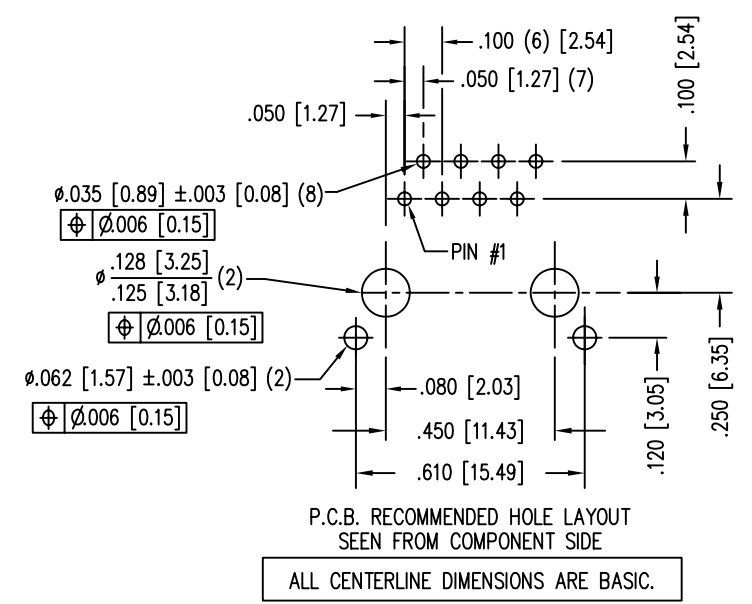 .100 (6) [2.54]
.050 [1.27] (7)
.050 [1.27]
.100 [2.54]
ø.035 [0.89] ±.003 [0.08] (8)
⌖ Ø.006 [0.15]
PIN #1
ø .128 [3.25] (2)
.125 [3.18]
⌖ Ø.006 [0.15]
ø.062 [1.57] ±.003 [0.08] (2)
⌖ Ø.006 [0.15]
.080 [2.03]
.450 [11.43]
.610 [15.49]
.120 [3.05]
.250 [6.35]
P.C.B. RECOMMENDED HOLE LAYOUT
SEEN FROM COMPONENT SIDE
ALL CENTERLINE DIMENSIONS ARE BASIC.